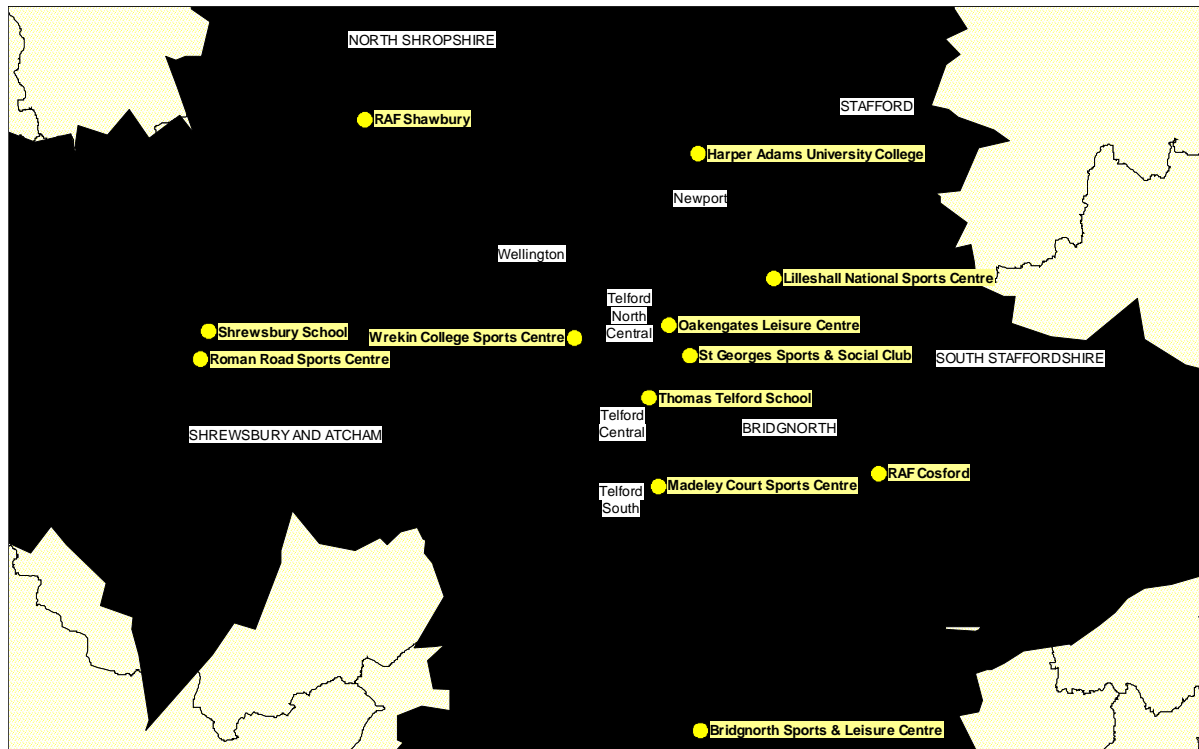 NORTH SHROPSHIRE
STAFFORD
RAF Shawbury
Harper Adams University College
Newport
Wellington
Lilleshall National Sports Centre
Telford
North
Central
Oakengates Leisure Centre
Shrewsbury School
Wrekin College Sports Centre
St Georges Sports & Social Club
SOUTH STAFFORDSHIRE
Roman Road Sports Centre
Thomas Telford School
Telford
Central
BRIDGNORTH
SHREWSBURY AND ATCHAM
RAF Cosford
Madeley Court Sports Centre
Telford
South
Bridgnorth Sports & Leisure Centre